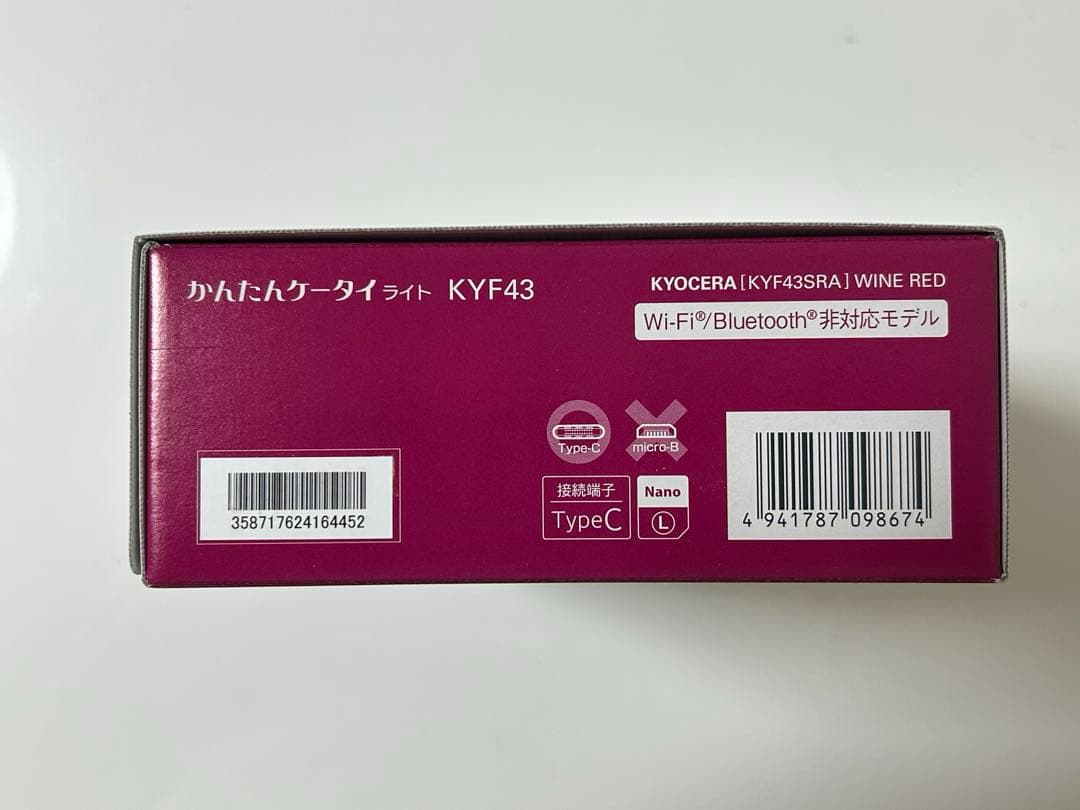 かんたんケータイ ライト KYF43
KYOCERA [KYF43SRA] WINE RED
Wi-Fi®/Bluetooth® 非対応モデル
Type-C
micro-B
接続端子
Type C
Nano
L
358717624164452
4 941787 098674